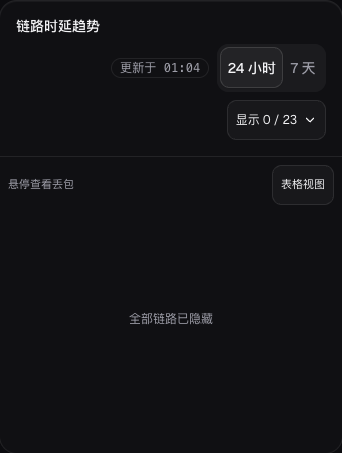 链路时延趋势
更新于 01:04 24 小时 7 天
显示 0 / 23
悬停查看丢包 表格视图
全部链路已隐藏